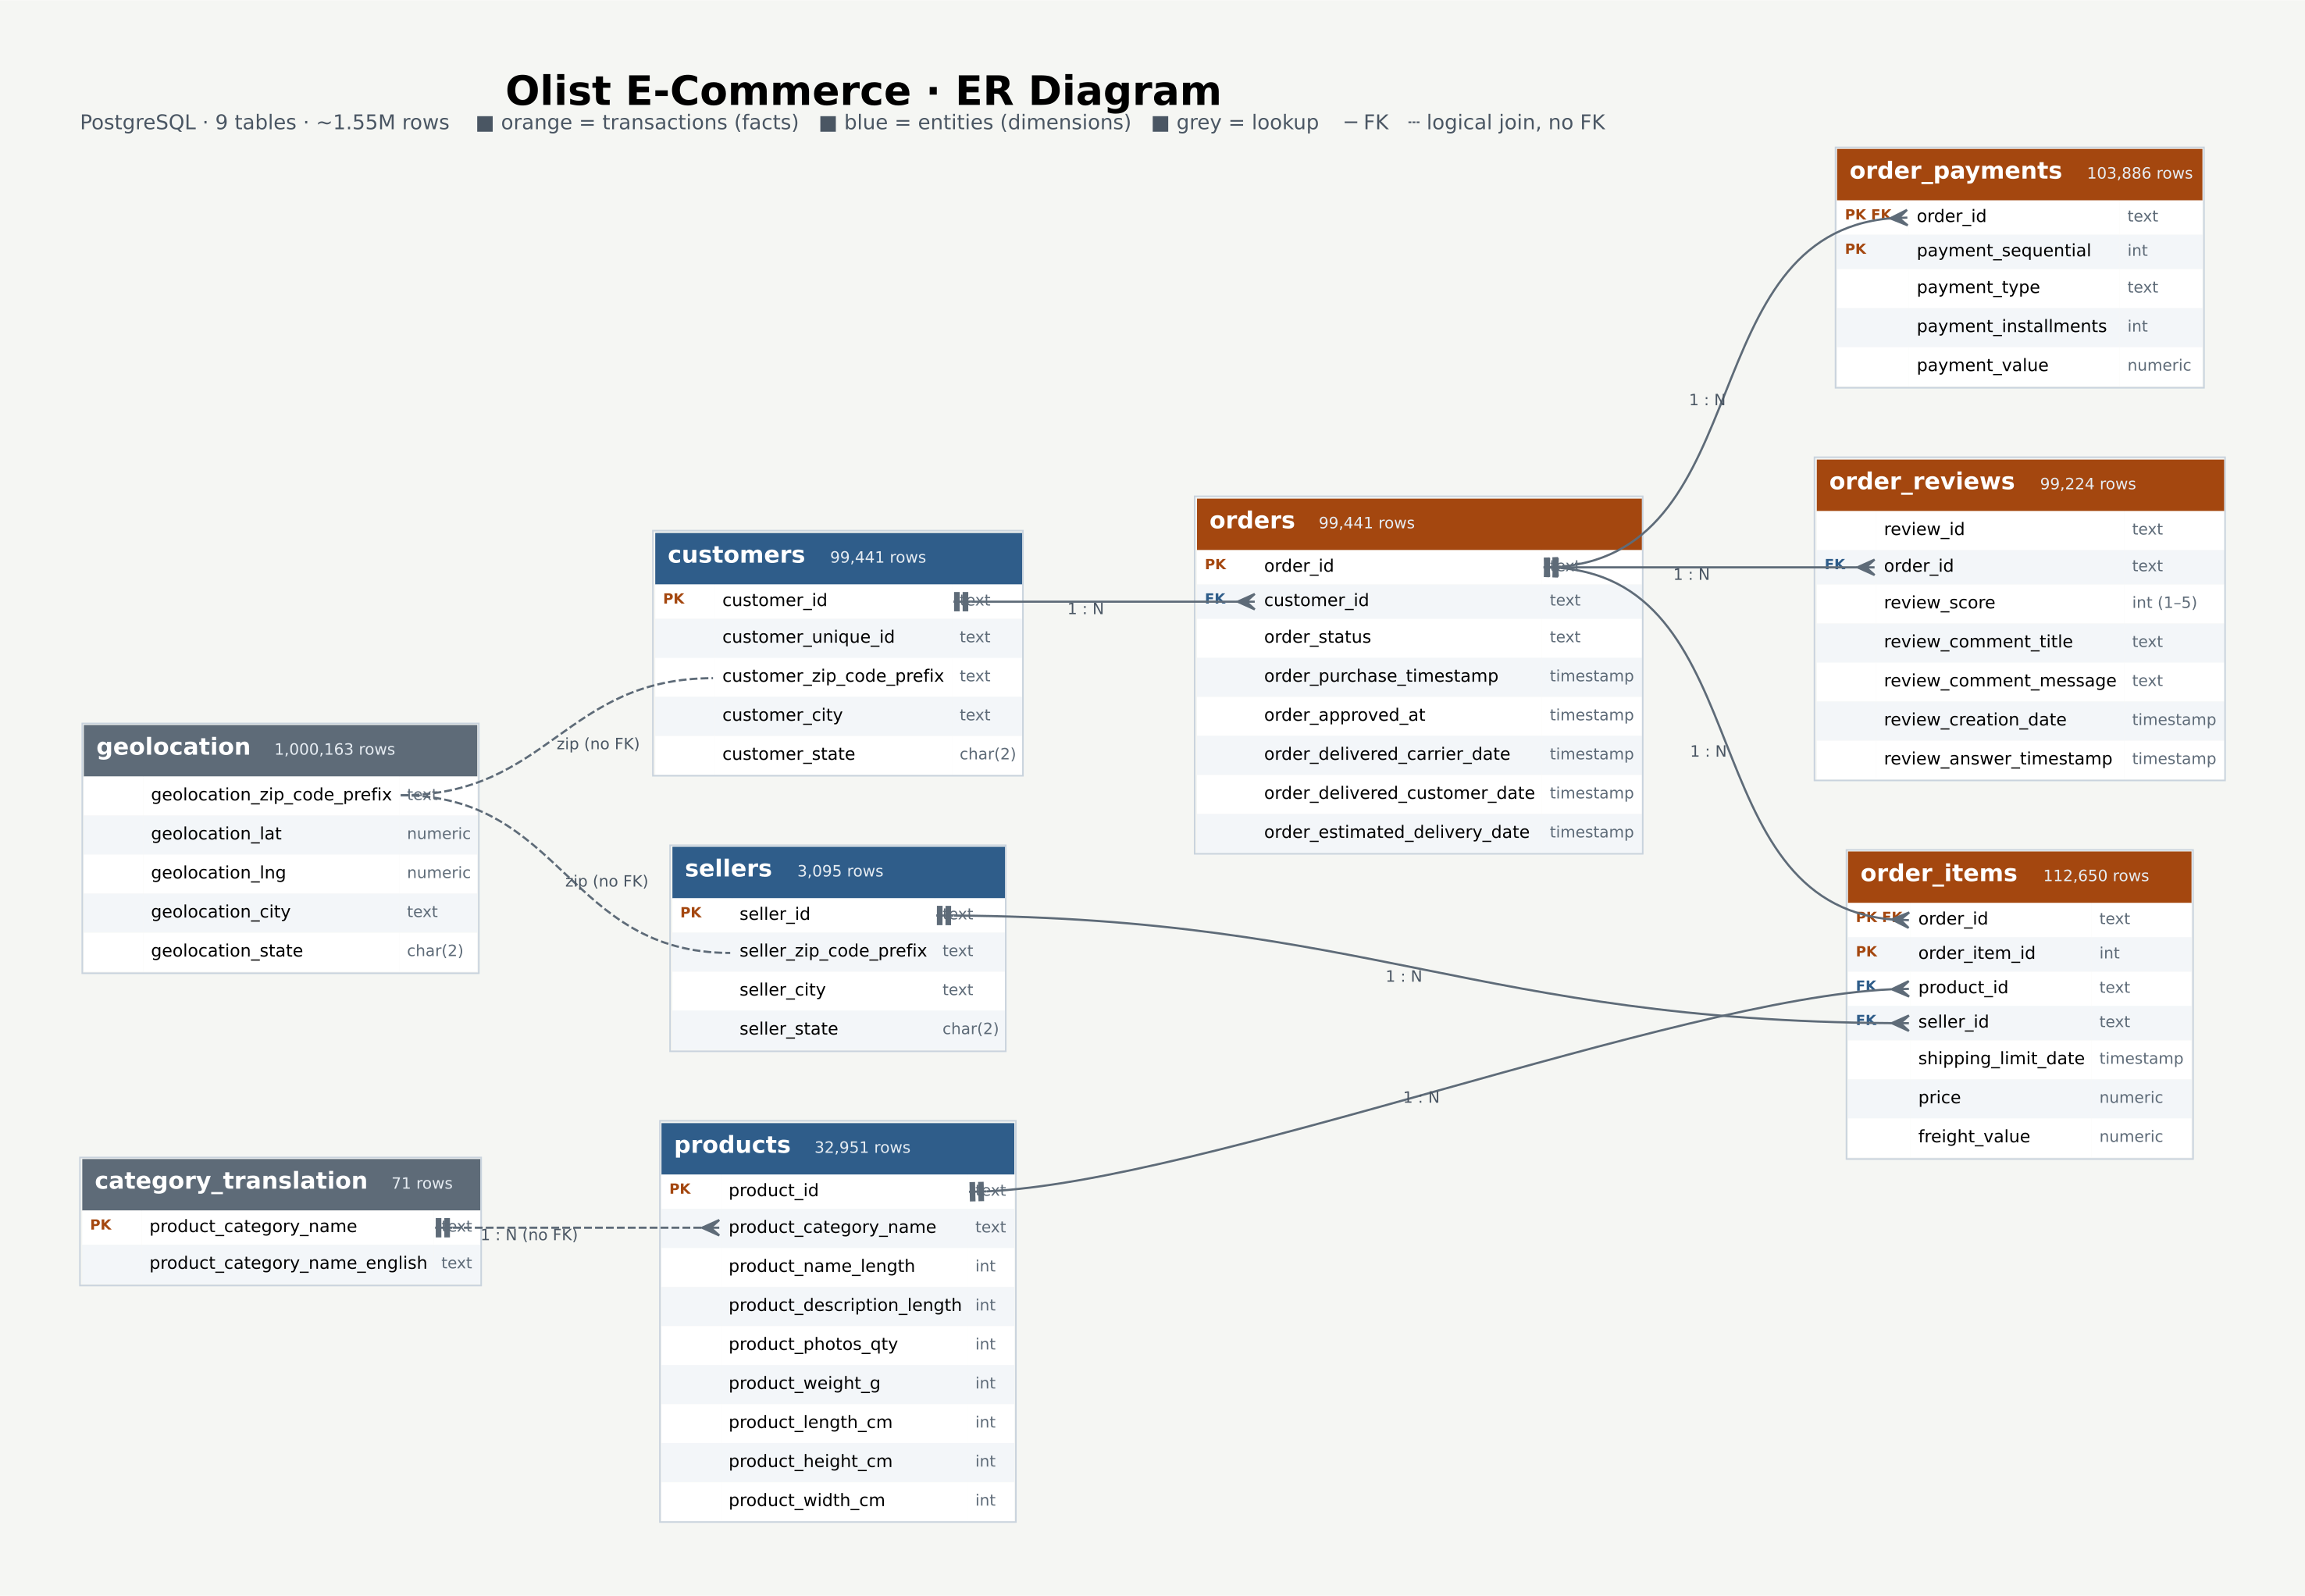 Olist E-Commerce · ER Diagram
PostgreSQL · 9 tables · ~1.55M rows ■ orange = transactions (facts) ■ blue = entities (dimensions) ■ grey = lookup — FK --- logical join, no FK
order_payments 103,886 rows
PK FK order_id text
PK payment_sequential int
payment_type text
payment_installments int
payment_value numeric
1 : N
order_reviews 99,224 rows
review_id text
FK order_id text
review_score int (1–5)
review_comment_title text
review_comment_message text
review_creation_date timestamp
review_answer_timestamp timestamp
1 : N
orders 99,441 rows
PK order_id text
FK customer_id text
order_status text
order_purchase_timestamp timestamp
order_approved_at timestamp
order_delivered_carrier_date timestamp
order_delivered_customer_date timestamp
order_estimated_delivery_date timestamp
1 : N
customers 99,441 rows
PK customer_id text
customer_unique_id text
customer_zip_code_prefix text
customer_city text
customer_state char(2)
1 : N
geolocation 1,000,163 rows
geolocation_zip_code_prefix text
geolocation_lat numeric
geolocation_lng numeric
geolocation_city text
geolocation_state char(2)
zip (no FK)
zip (no FK)
sellers 3,095 rows
PK seller_id text
seller_zip_code_prefix text
seller_city text
seller_state char(2)
1 : N
order_items 112,650 rows
PK FK order_id text
PK order_item_id int
FK product_id text
FK seller_id text
shipping_limit_date timestamp
price numeric
freight_value numeric
1 : N
category_translation 71 rows
PK product_category_name text
product_category_name_english text
1 : N (no FK)
products 32,951 rows
PK product_id text
product_category_name text
product_name_length int
product_description_length int
product_photos_qty int
product_weight_g int
product_length_cm int
product_height_cm int
product_width_cm int